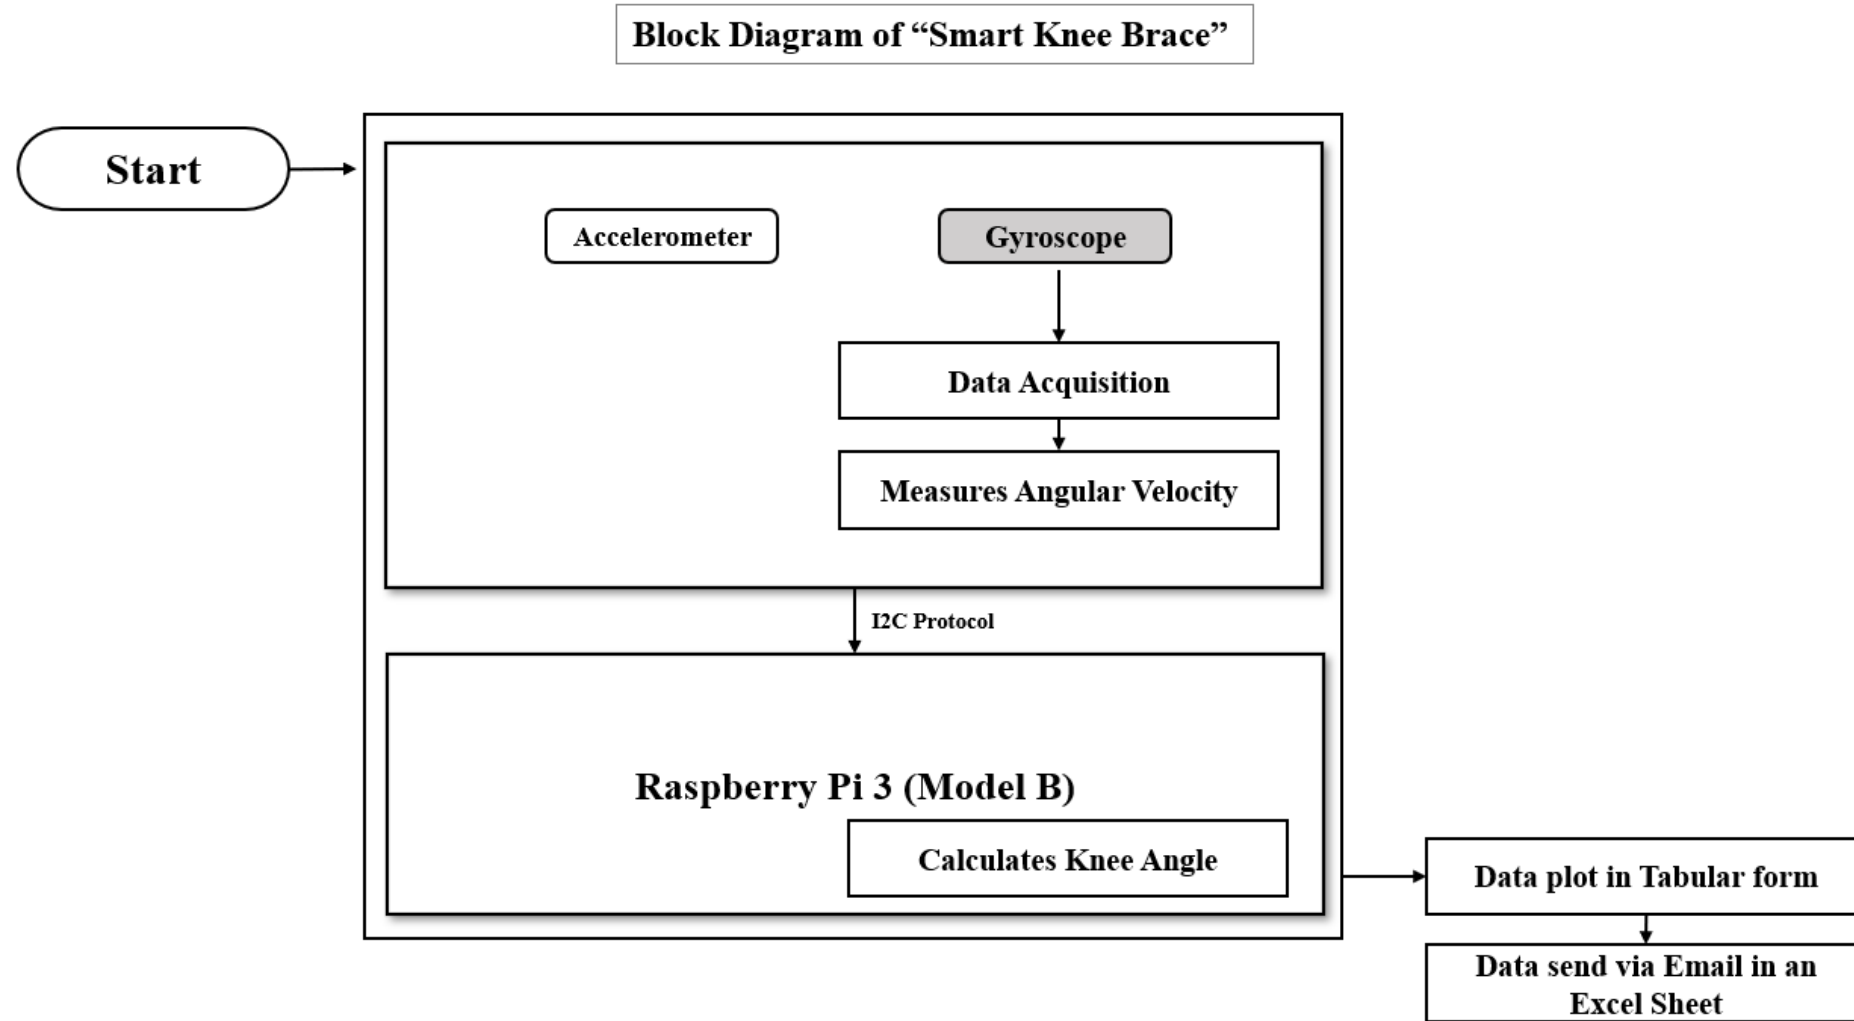 Block Diagram of “Smart Knee Brace”
Start
Accelerometer
Gyroscope
Data Acquisition
Measures Angular Velocity
I2C Protocol
Raspberry Pi 3 (Model B)
Calculates Knee Angle
Data plot in Tabular form
Data send via Email in an
Excel Sheet